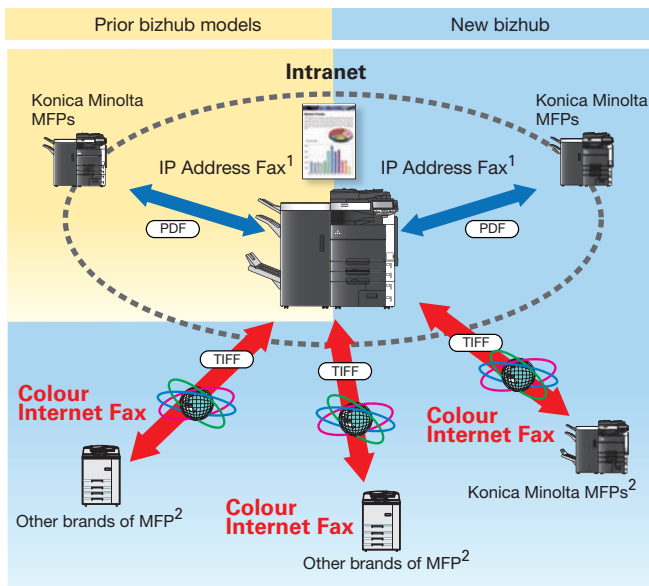 Prior bizhub models
New bizhub
Intranet
Konica Minolta
MFPs
Konica Minolta
MFPs
IP Address Fax1
IP Address Fax1
PDF
PDF
TIFF
TIFF
TIFF
Colour
Internet Fax
Colour
Internet Fax
Colour
Internet Fax
Other brands of MFP2
Konica Minolta MFPs2
Other brands of MFP2